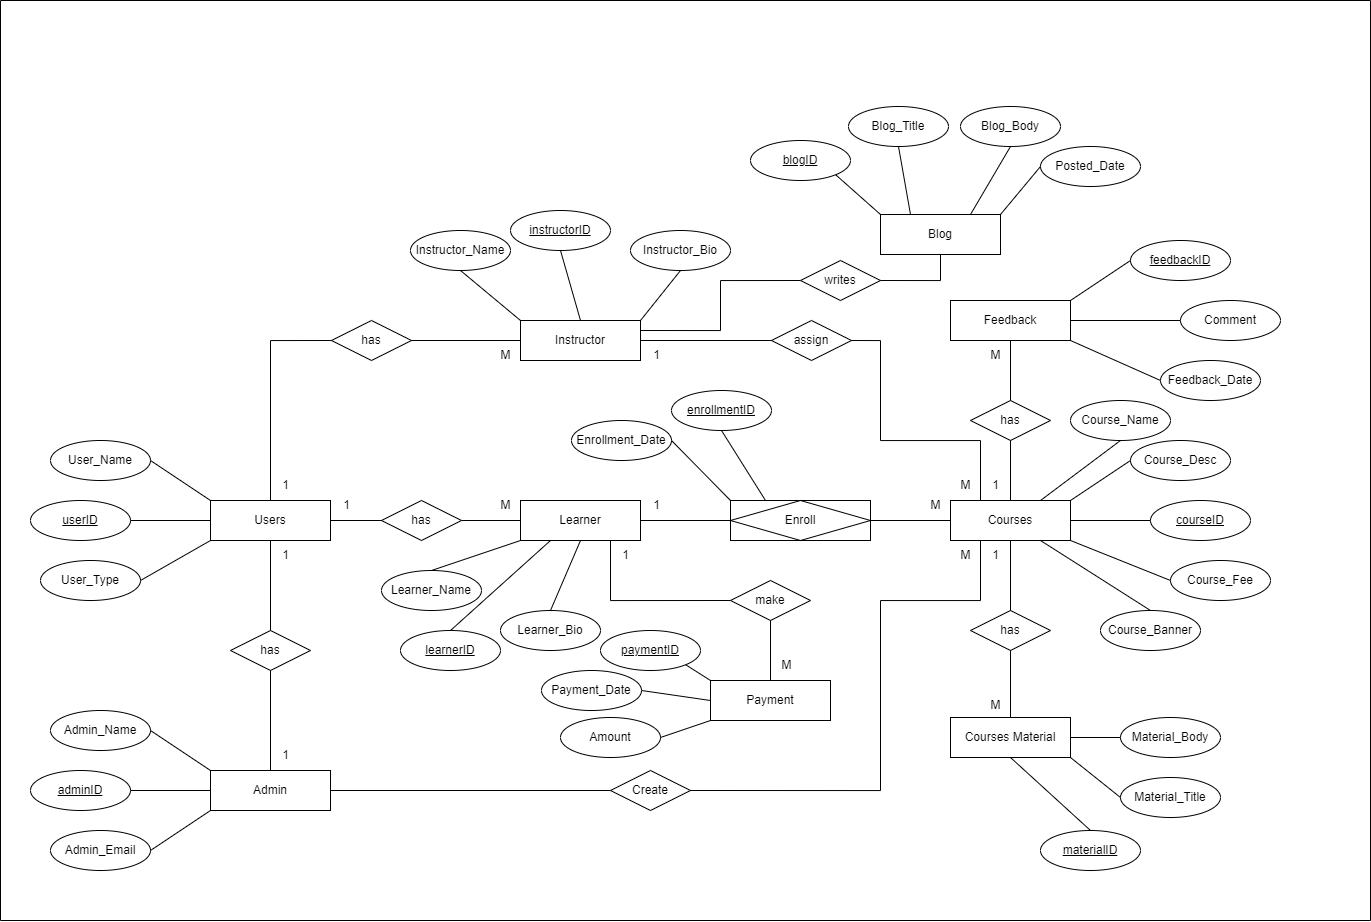 Blog_Title
Blog_Body
blogID
Posted_Date
Blog
instructorID
Instructor_Name
Instructor_Bio
writes
feedbackID
Feedback
Comment
has
Instructor
assign
M
1
M
Feedback_Date
enrollmentID
Enrollment_Date
has
Course_Name
User_Name
Course_Desc
1
M
1
1
M
1
M
userID
Users
has
Learner
Enroll
Courses
courseID
1
1
M
1
User_Type
Learner_Name
make
Course_Fee
Learner_Bio
has
Course_Banner
has
learnerID
paymentID
M
Payment_Date
Payment
M
Admin_Name
Amount
Courses Material
Material_Body
1
adminID
Admin
Create
Material_Title
Admin_Email
materialID